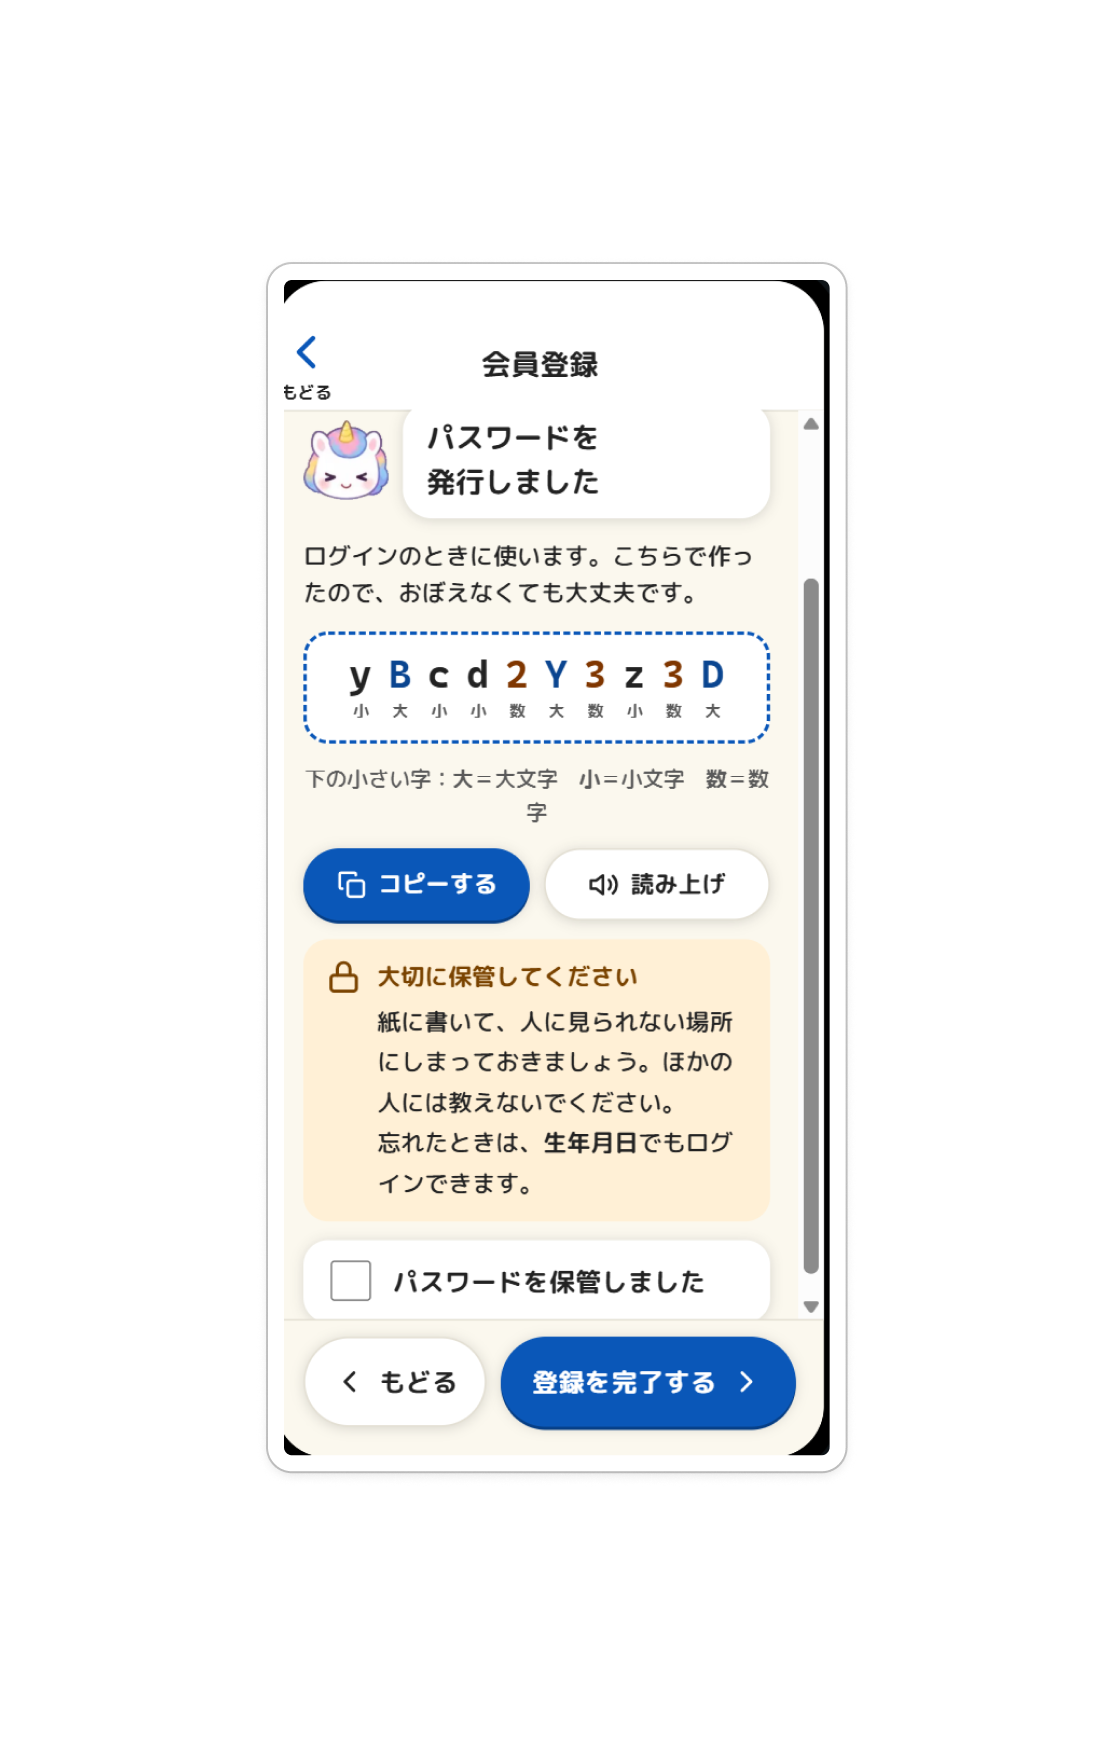 会員登録
もどる
パスワードを
発行しました
ログインのときに使います。こちらで作っ
たので、おぼえなくても大丈夫です。
y B c d 2 Y 3 z 3 D
小 大 小 小 数 大 数 小 数 大
下の小さい字：大＝大文字　小＝小文字　数＝数
字
コピーする
読み上げ
大切に保管してください
紙に書いて、人に見られない場所
にしまっておきましょう。ほかの
人には教えないでください。
忘れたときは、生年月日でもログ
インできます。
パスワードを保管しました
もどる
登録を完了する